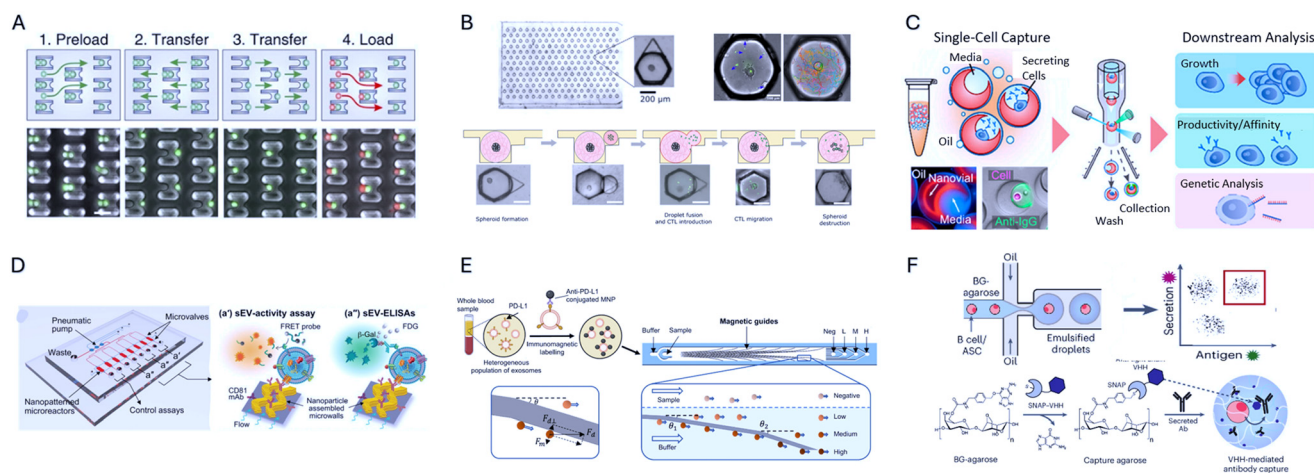 A
1. Preload
2. Transfer
3. Transfer
4. Load
B
200 µm
Spheroid formation
Droplet fusion
and CTL introduction
CTL migration
Spheroid
destruction
C
Single-Cell Capture
Media
Secreting
Cells
Oil
Oil
Nanovial
Media
Cell
Anti-IgG
Wash
Collection
Downstream Analysis
Growth
Productivity/Affinity
Genetic Analysis
D
Pneumatic
pump
Microvalves
Waste
a'
a"
a"
Nanopatterned
microreactors
Control assays
(a') sEV-activity assay
FRET probe
CD81
mAb
Flow
(a") sEV-ELISAs
β-Gal
FDG
Nanoparticle
assembled
microwalls
E
Whole blood
sample
PD-L1
Anti-PD-L1
conjugated MNP
Immunomagnetic
labelling
Heterogeneous
population of exosomes
Buffer
Sample
Magnetic guides
Neg L M H
θ
Fm
Fd
Sample
Buffer
θ1
θ2
Negative
Low
Medium
High
F
Oil
BG-
agarose
B cell/
ASC
Oil
Emulsified
droplets
Secretion
Antigen
SNAP-VHH
BG-agarose
SNAP
VHH
Capture agarose
Secreted
Ab
VHH-mediated
antibody capture